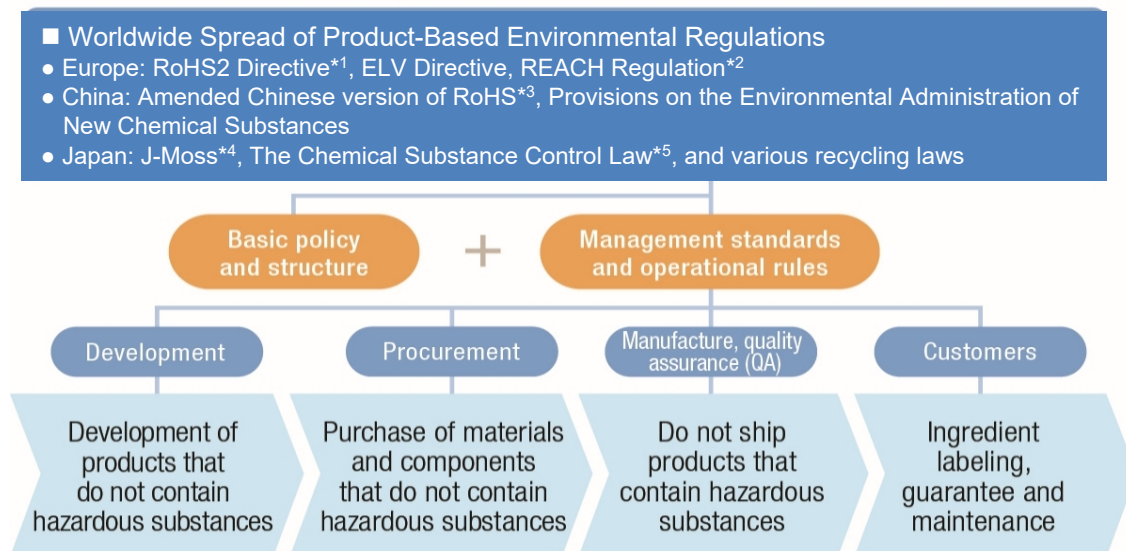 ■ Worldwide Spread of Product-Based Environmental Regulations
● Europe: RoHS2 Directive*1, ELV Directive, REACH Regulation*2
● China: Amended Chinese version of RoHS*3, Provisions on the Environmental Administration of
New Chemical Substances
● Japan: J-Moss*4, The Chemical Substance Control Law*5, and various recycling laws
Basic policy
and structure
+
Management standards
and operational rules
Development
Procurement
Manufacture, quality
assurance (QA)
Customers
Development of
products that
do not contain
hazardous substances
Purchase of materials
and components
that do not contain
hazardous substances
Do not ship
products that
contain hazardous
substances
Ingredient
labeling,
guarantee and
maintenance